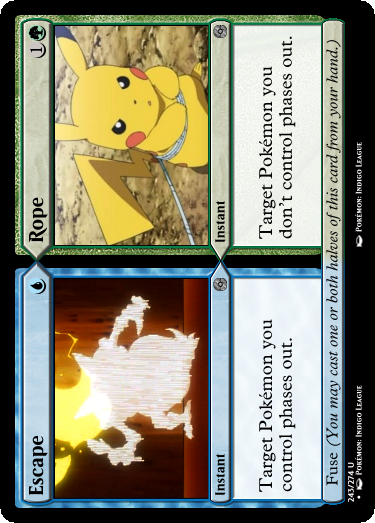 Escape
Instant
Target Pokémon you
control phases out.
Rope
Instant
Target Pokémon you
don't control phases out.
Fuse (You may cast one or both halves of this card from your hand.)
243/274 U
• Pokémon: Indigo League
Pokémon: Indigo League